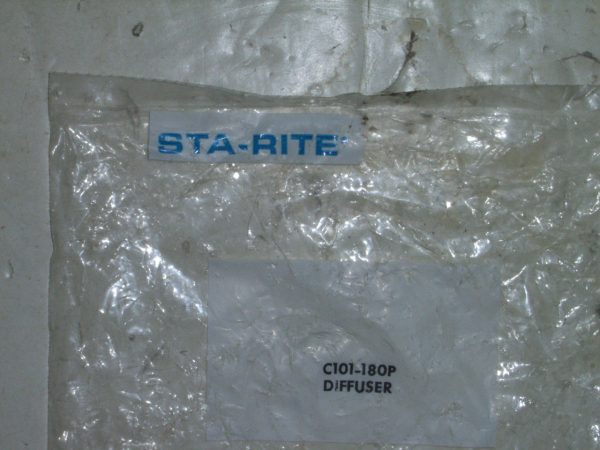 STA-RITE
C101-180P
DIFFUSER